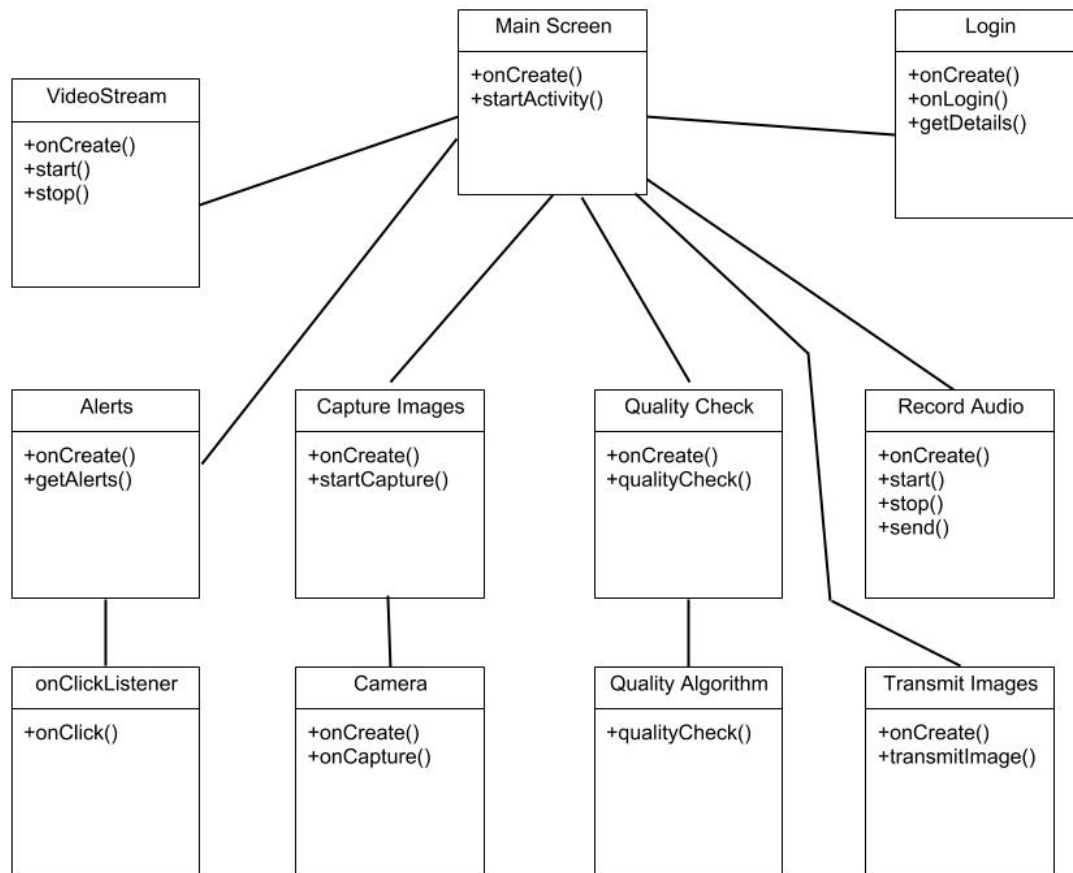 Main Screen
+onCreate()
+startActivity()
Login
+onCreate()
+onLogin()
+getDetails()
VideoStream
+onCreate()
+start()
+stop()
Alerts
+onCreate()
+getAlerts()
Capture Images
+onCreate()
+startCapture()
Quality Check
+onCreate()
+qualityCheck()
Record Audio
+onCreate()
+start()
+stop()
+send()
onClickListener
+onClick()
Camera
+onCreate()
+onCapture()
Quality Algorithm
+qualityCheck()
Transmit Images
+onCreate()
+transmitImage()